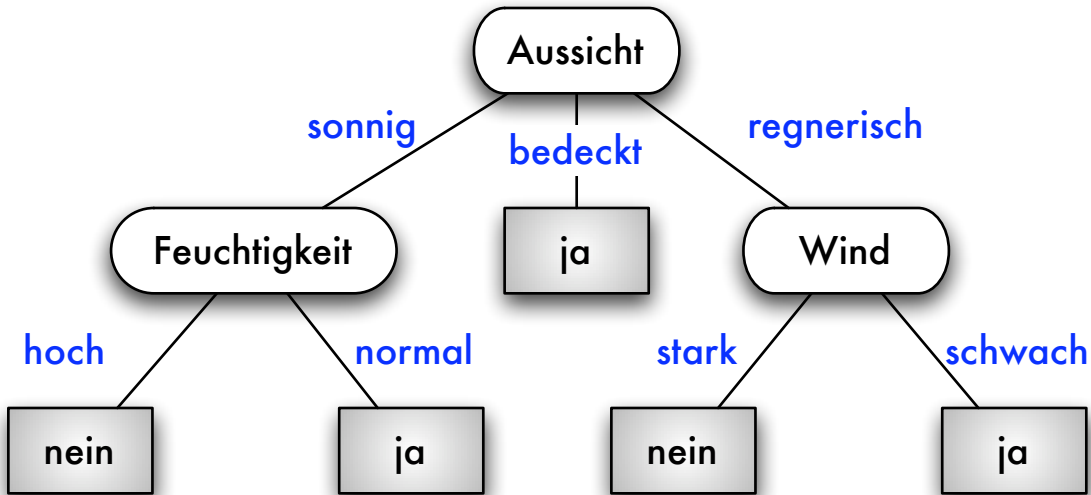 Aussicht
sonnig
bedeckt
regnerisch
Feuchtigkeit
ja
Wind
hoch
normal
stark
schwach
nein
ja
nein
ja